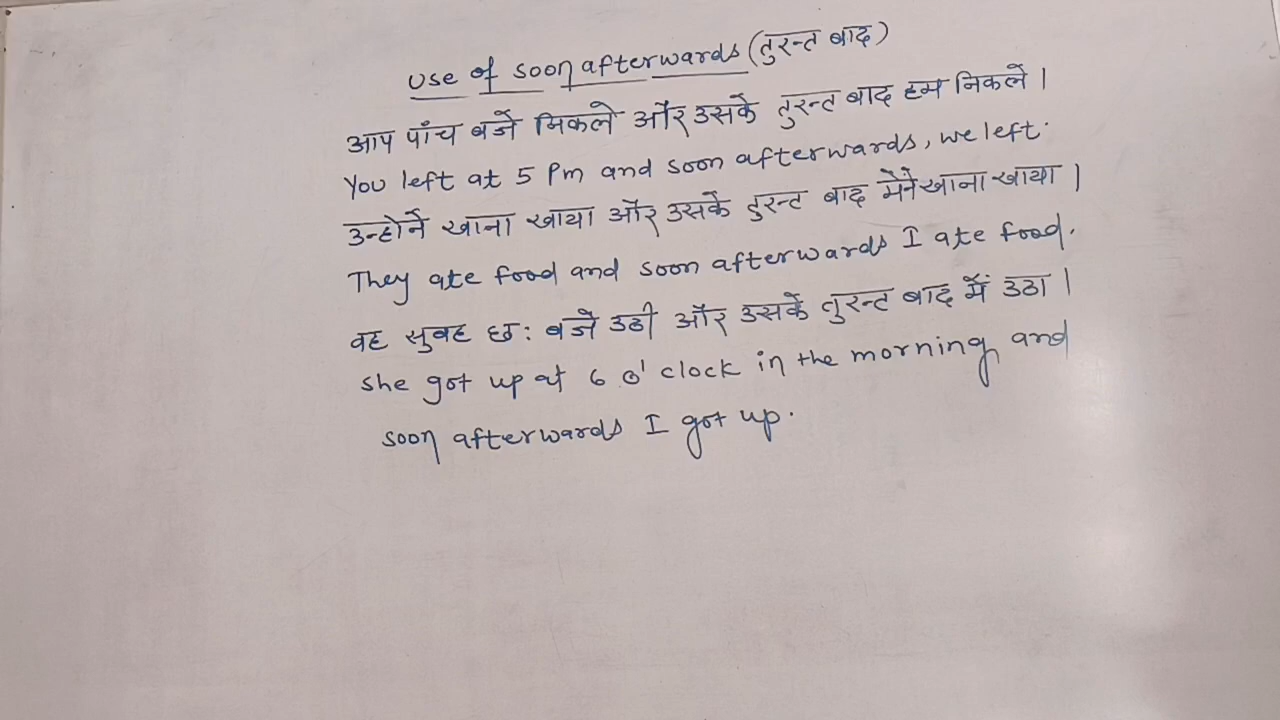 Use of soon afterwards (तुरन्त बाद)
आप पांच बजे निकले और उसके तुरन्त बाद हम निकले।
You left at 5 Pm and soon afterwards, we left.
उन्होने खाना खाया और उसके तुरन्त बाद मैने खाना खाया।
They ate food and soon afterwards I ate food.
वह सुबह छः बजे उठी और उसके तुरन्त बाद मैं उठा।
she got up at 6 o'clock in the morning and
soon afterwards I got up.